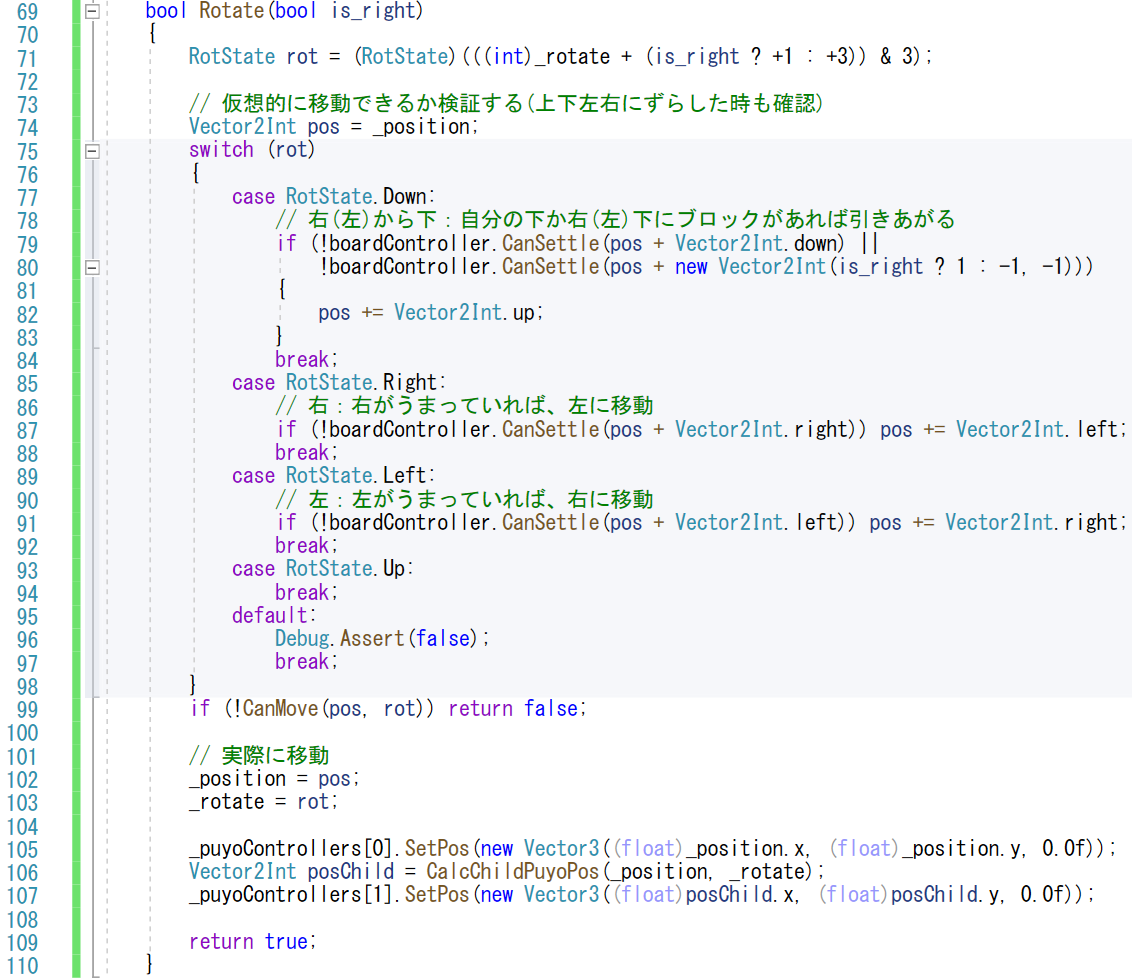 69 bool Rotate(bool is_right)
70 {
71 RotState rot = (RotState)(((int)_rotate + (is_right ? +1 : +3)) & 3);
72
73 // 仮想的に移動できるか検証する(上下左右にずらした時も確認)
74 Vector2Int pos = _position;
75 switch (rot)
76 {
77 case RotState.Down:
78 // 右(左)から下：自分の下か右(左)下にブロックがあれば引きあがる
79 if (!boardController.CanSettle(pos + Vector2Int.down) ||
80 !boardController.CanSettle(pos + new Vector2Int(is_right ? 1 : -1, -1)))
81 {
82 pos += Vector2Int.up;
83 }
84 break;
85 case RotState.Right:
86 // 右：右がうまっていれば、左に移動
87 if (!boardController.CanSettle(pos + Vector2Int.right)) pos += Vector2Int.left;
88 break;
89 case RotState.Left:
90 // 左：左がうまっていれば、右に移動
91 if (!boardController.CanSettle(pos + Vector2Int.left)) pos += Vector2Int.right;
92 break;
93 case RotState.Up:
94 break;
95 default:
96 Debug.Assert(false);
97 break;
98 }
99 if (!CanMove(pos, rot)) return false;
100
101 // 実際に移動
102 _position = pos;
103 _rotate = rot;
104
105 _puyoControllers[0].SetPos(new Vector3((float)_position.x, (float)_position.y, 0.0f));
106 Vector2Int posChild = CalcChildPuyoPos(_position, _rotate);
107 _puyoControllers[1].SetPos(new Vector3((float)posChild.x, (float)posChild.y, 0.0f));
108
109 return true;
110 }